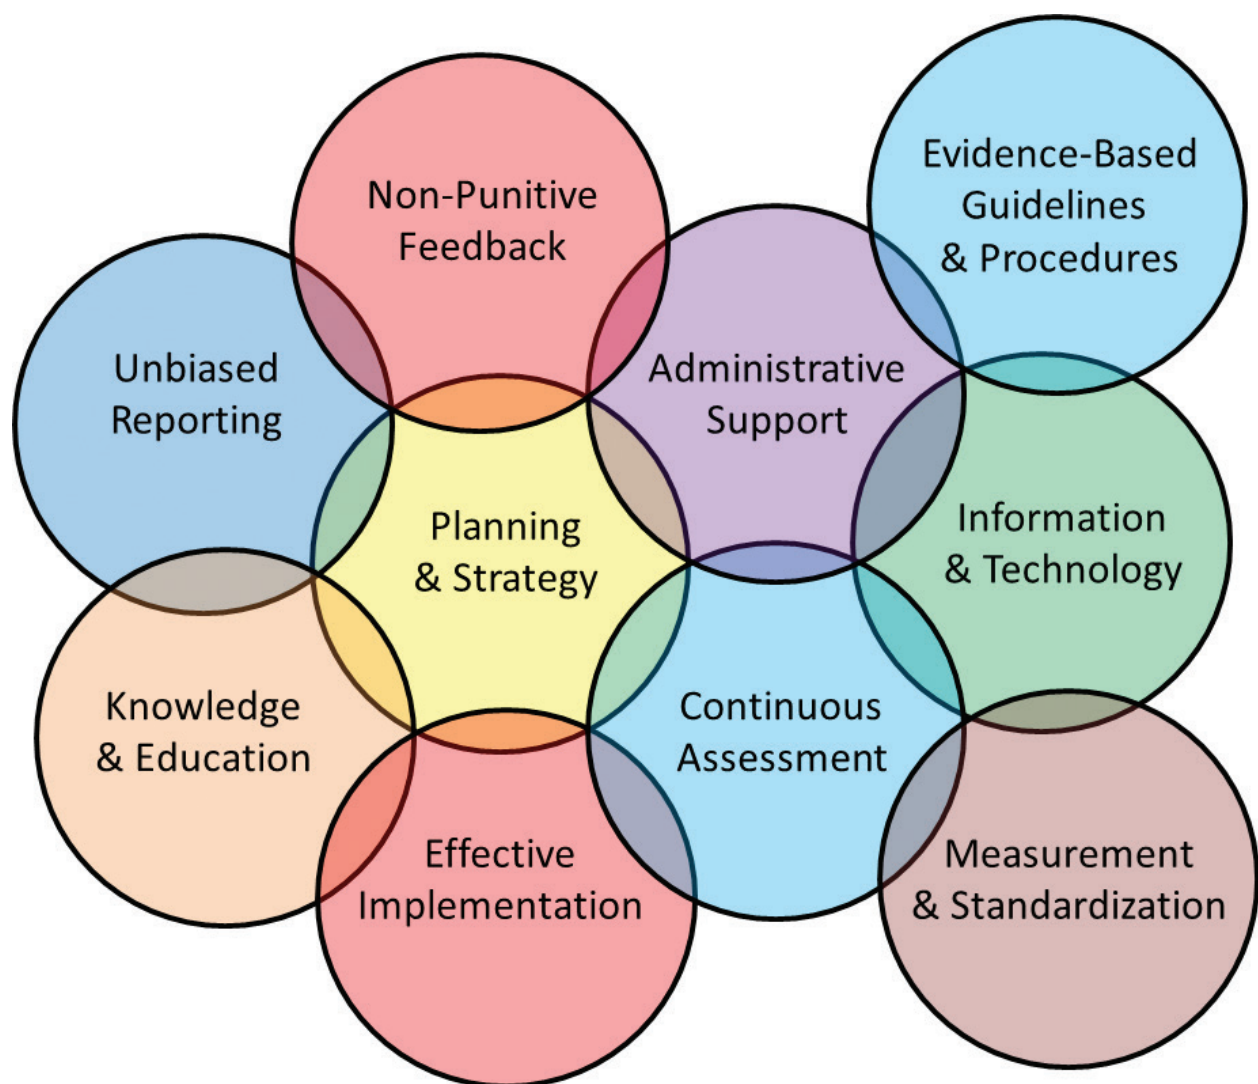 Evidence-Based
Guidelines
& Procedures
Non-Punitive
Feedback
Unbiased
Reporting
Administrative
Support
Planning
& Strategy
Information
& Technology
Knowledge
& Education
Continuous
Assessment
Effective
Implementation
Measurement
& Standardization